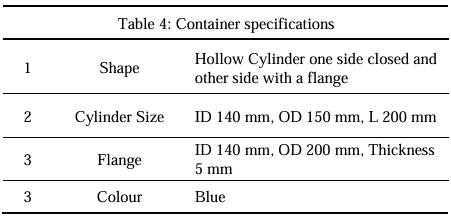 Table 4: Container specifications
1 Shape Hollow Cylinder one side closed and
other side with a flange
2 Cylinder Size ID 140 mm, OD 150 mm, L 200 mm
3 Flange ID 140 mm, OD 200 mm, Thickness
5 mm
3 Colour Blue